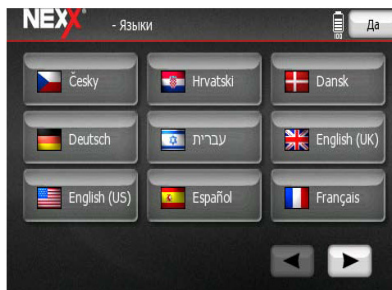 NEXX - Языки Да
Česky Hrvatski Dansk
Deutsch עברית English (UK)
English (US) Español Français